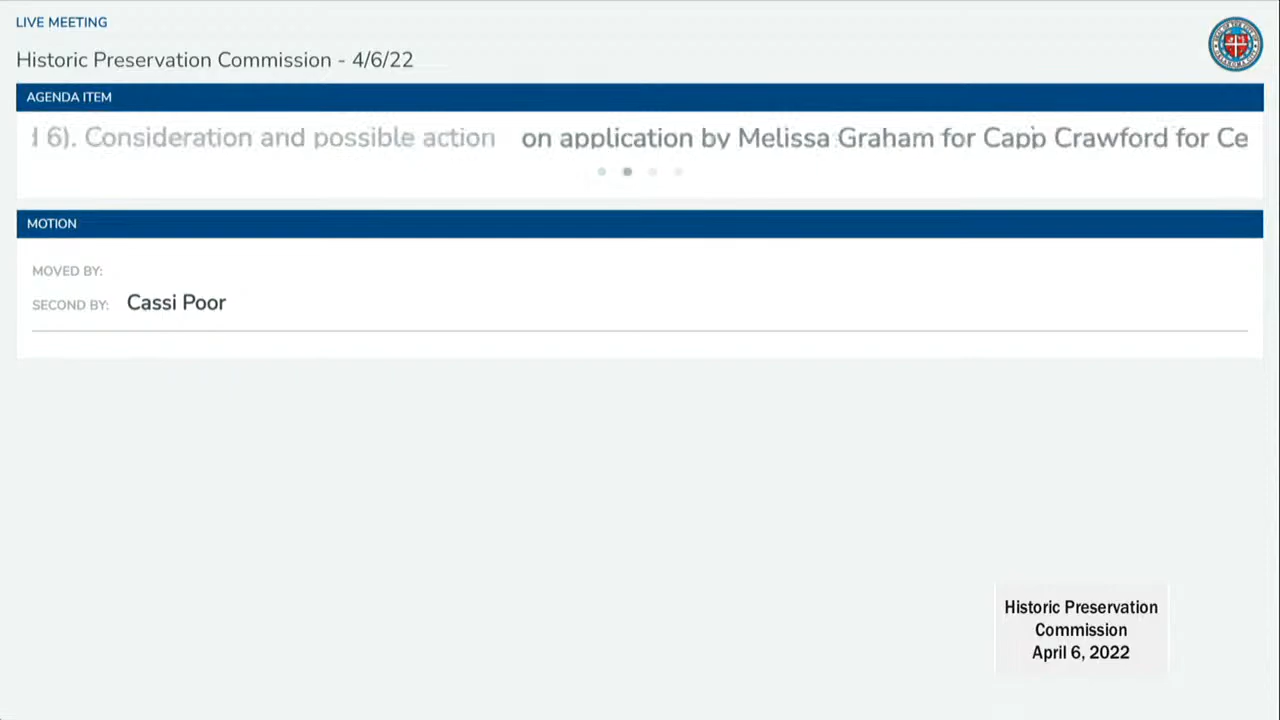 LIVE MEETING
Historic Preservation Commission - 4/6/22
AGENDA ITEM
6). Consideration and possible action on application by Melissa Graham for Capp Crawford for Ce
MOTION
MOVED BY:
SECOND BY: Cassi Poor
Historic Preservation
Commission
April 6, 2022